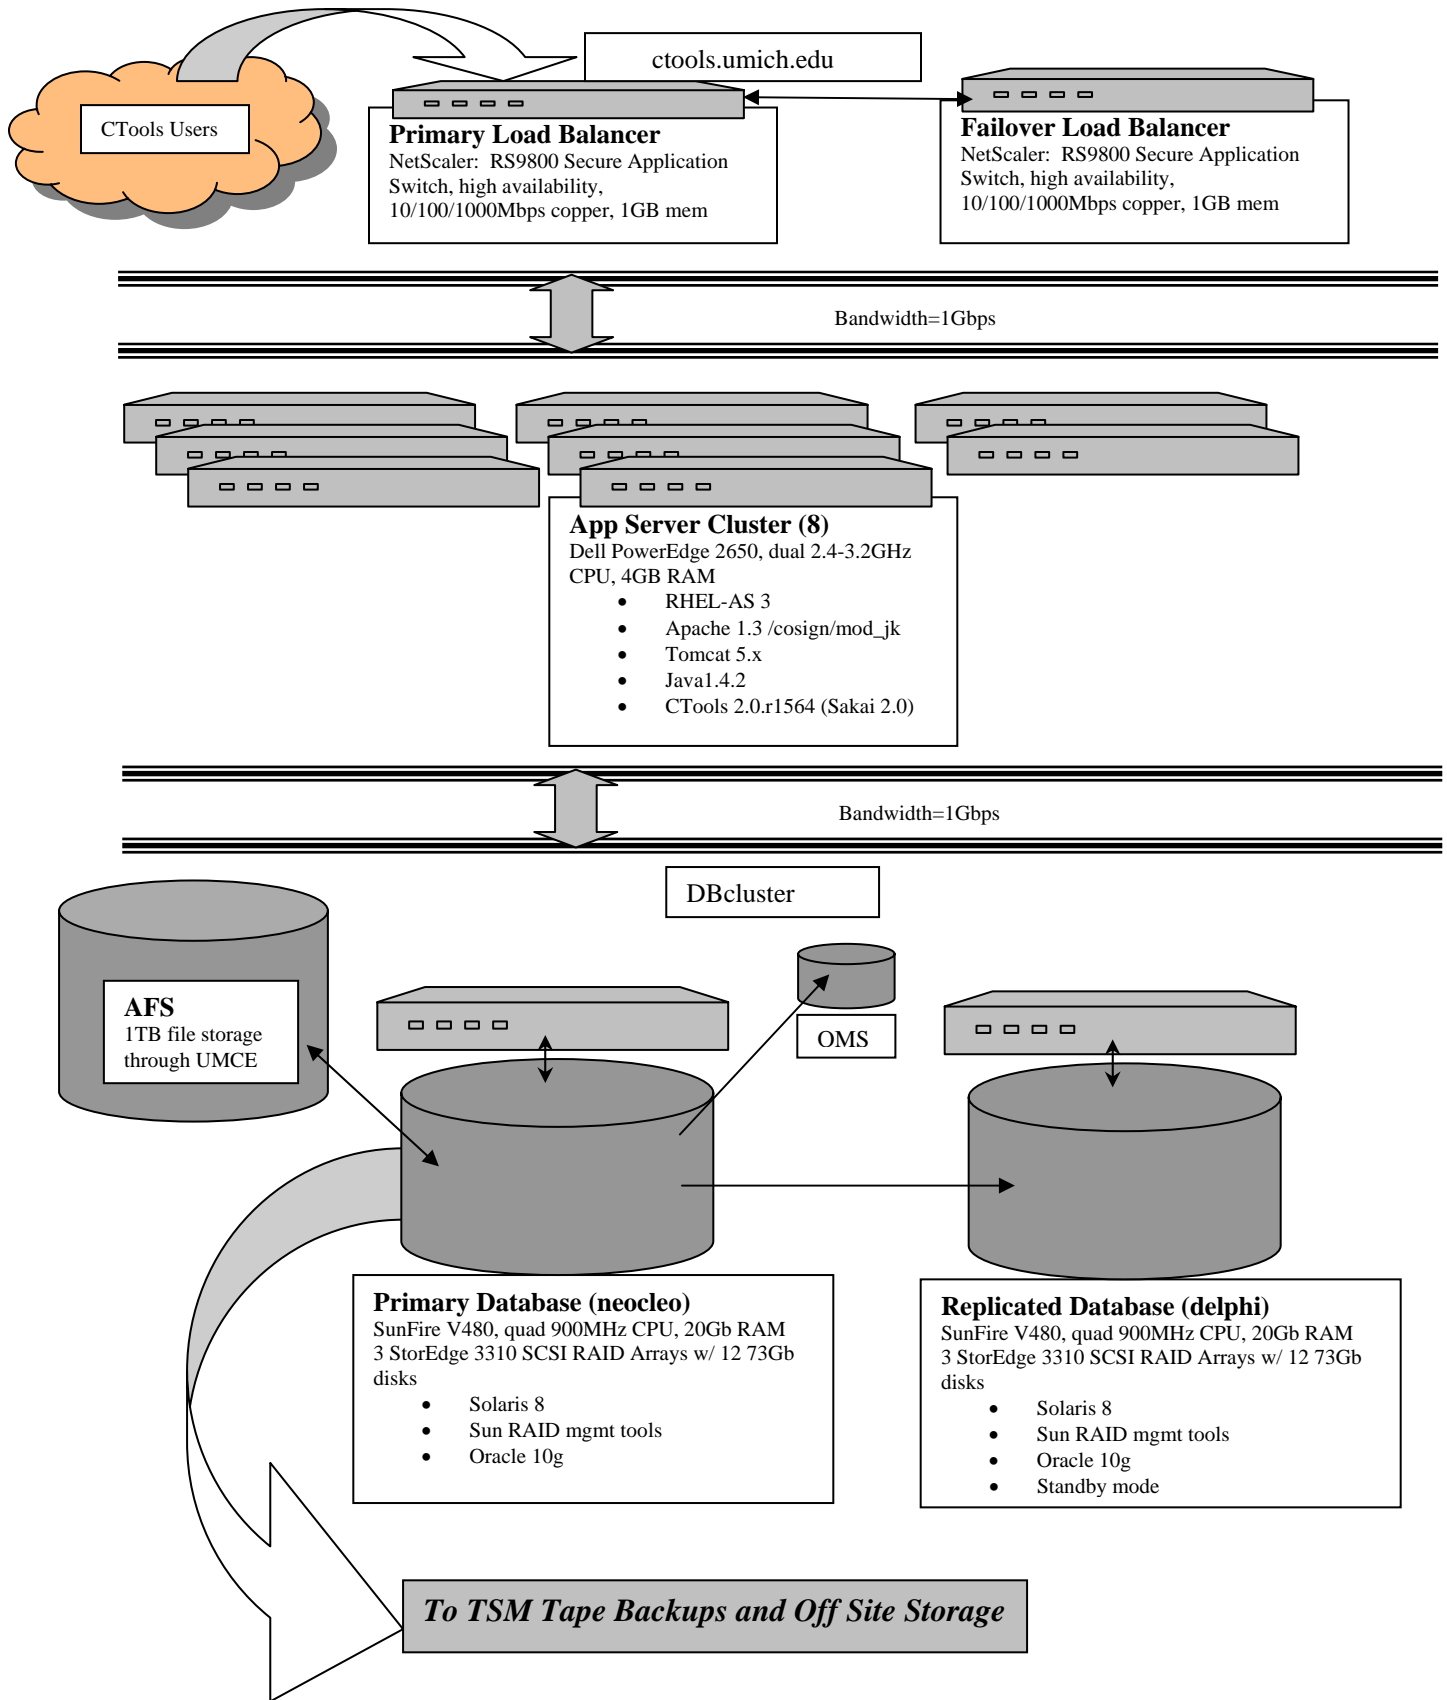 ctools.umich.edu
CTools Users
Primary Load Balancer
NetScaler:  RS9800 Secure Application
Switch, high availability,
10/100/1000Mbps copper, 1GB mem
Failover Load Balancer
NetScaler:  RS9800 Secure Application
Switch, high availability,
10/100/1000Mbps copper, 1GB mem
Bandwidth=1Gbps
App Server Cluster (8)
Dell PowerEdge 2650, dual 2.4-3.2GHz
CPU, 4GB RAM
• RHEL-AS 3
• Apache 1.3 /cosign/mod_jk
• Tomcat 5.x
• Java1.4.2
• CTools 2.0.r1564 (Sakai 2.0)
Bandwidth=1Gbps
DBcluster
AFS
1TB file storage
through UMCE
OMS
Primary Database (neocleo)
SunFire V480, quad 900MHz CPU, 20Gb RAM
3 StorEdge 3310 SCSI RAID Arrays w/ 12 73Gb
disks
• Solaris 8
• Sun RAID mgmt tools
• Oracle 10g
Replicated Database (delphi)
SunFire V480, quad 900MHz CPU, 20Gb RAM
3 StorEdge 3310 SCSI RAID Arrays w/ 12 73Gb
disks
• Solaris 8
• Sun RAID mgmt tools
• Oracle 10g
• Standby mode
To TSM Tape Backups and Off Site Storage